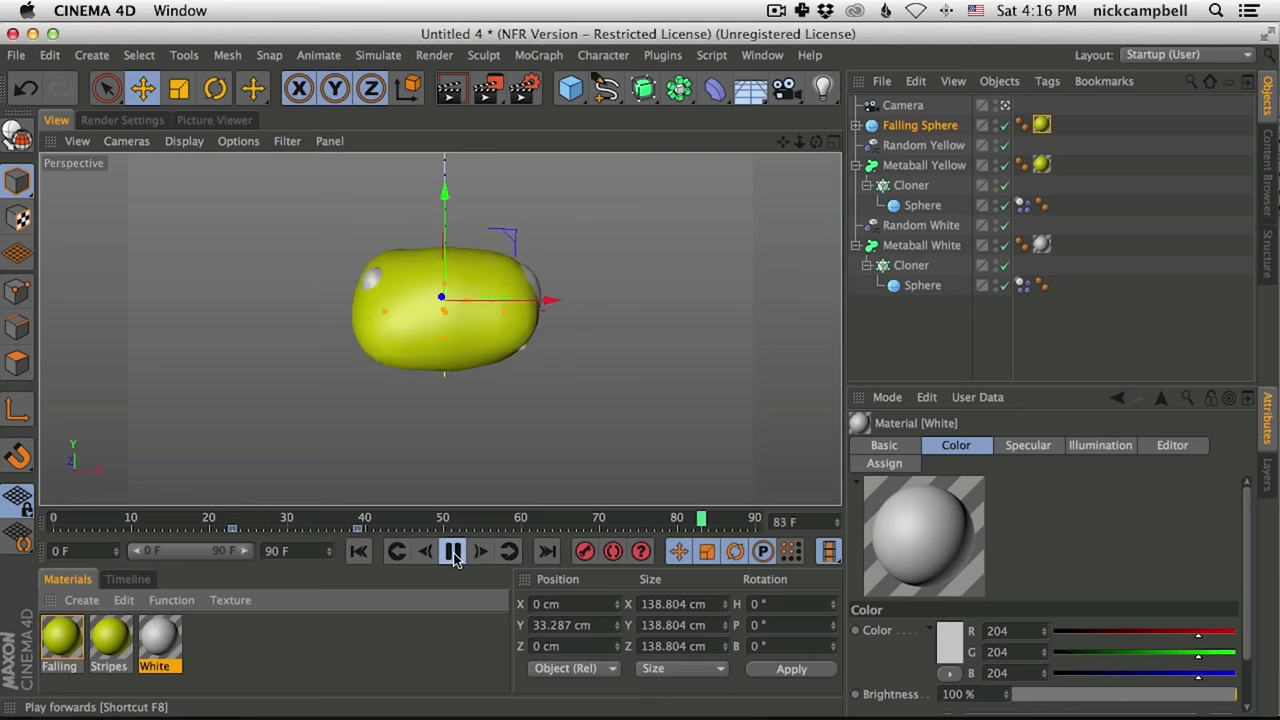 CINEMA 4D Window Sat 4:16 PM nickcampbell
Untitled 4 * (NFR Version - Restricted License) (Unregistered License)
File Edit Create Select Tools Mesh Snap Animate Simulate Render Sculpt MoGraph Character Plugins Script Window Help Layout: Startup (User)
X Y Z
File Edit View Objects Tags Bookmarks
View Render Settings Picture Viewer
View Cameras Display Options Filter Panel
Perspective
Camera
Falling Sphere
Random Yellow
Metaball Yellow
Cloner
Sphere
Random White
Metaball White
Cloner
Sphere
Objects
Content Browser
Structure
Y
Z
Mode Edit User Data
Material [White]
Basic Color Specular Illumination Editor
Assign
Attributes
Layers
0 10 20 30 40 50 60 70 80 90 83 F
0 F 0 F 90 F 90 F
P
Materials Timeline
Create Edit Function Texture
Falling Stripes White
Position Size Rotation
X 0 cm X 138.804 cm H 0 °
Y 33.287 cm Y 138.804 cm P 0 °
Z 0 cm Z 138.804 cm B 0 °
Object (Rel) Size Apply
Color
Color . . . . R 204
G 204
B 204
Brightness 100 %
MAXON
CINEMA 4D
Play forwards [Shortcut F8]